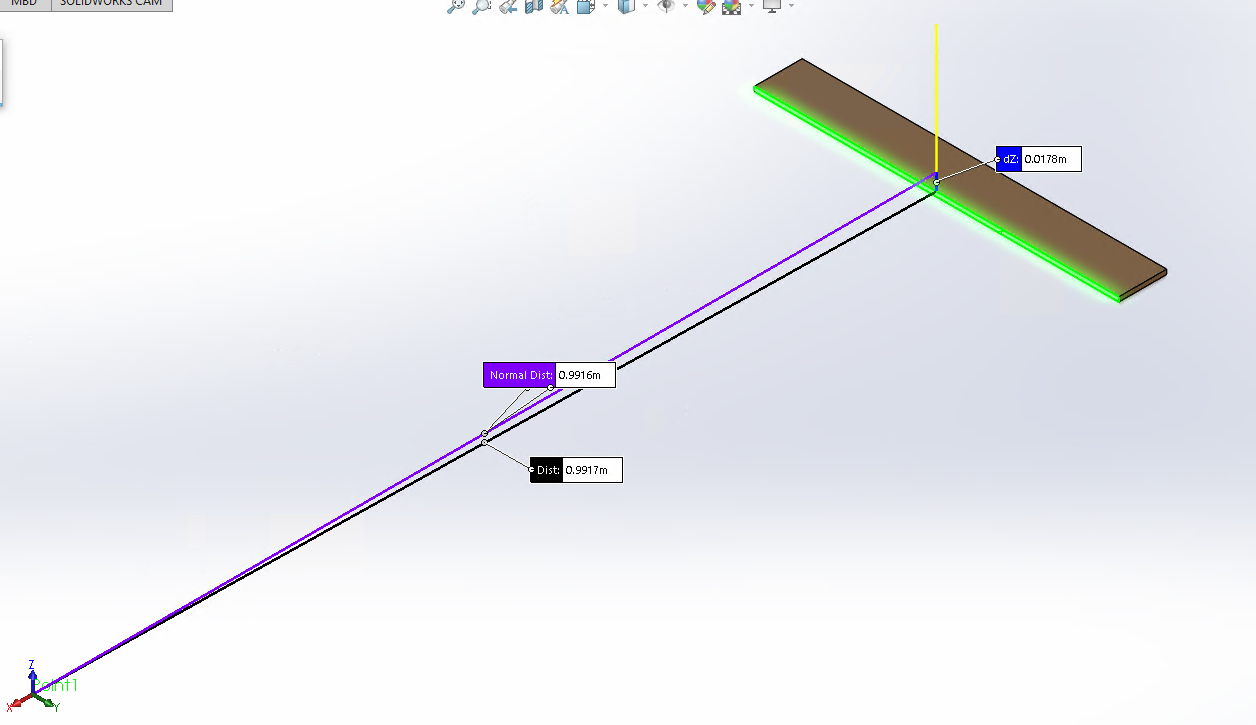 MBD SOLIDWORKS CAM
dZ: 0.0178m
Normal Dist: 0.9916m
Dist: 0.9917m
Z
Point1
X Y